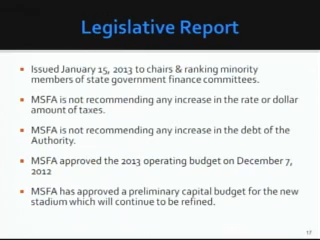 Legislative Report
Issued January 15, 2013 to chairs & ranking minority
members of state government finance committees.
MSFA is not recommending any increase in the rate or dollar
amount of taxes.
MSFA is not recommending any increase in the debt of the
Authority.
MSFA approved the 2013 operating budget on December 7,
2012
MSFA has approved a preliminary capital budget for the new
stadium which will continue to be refined.
17